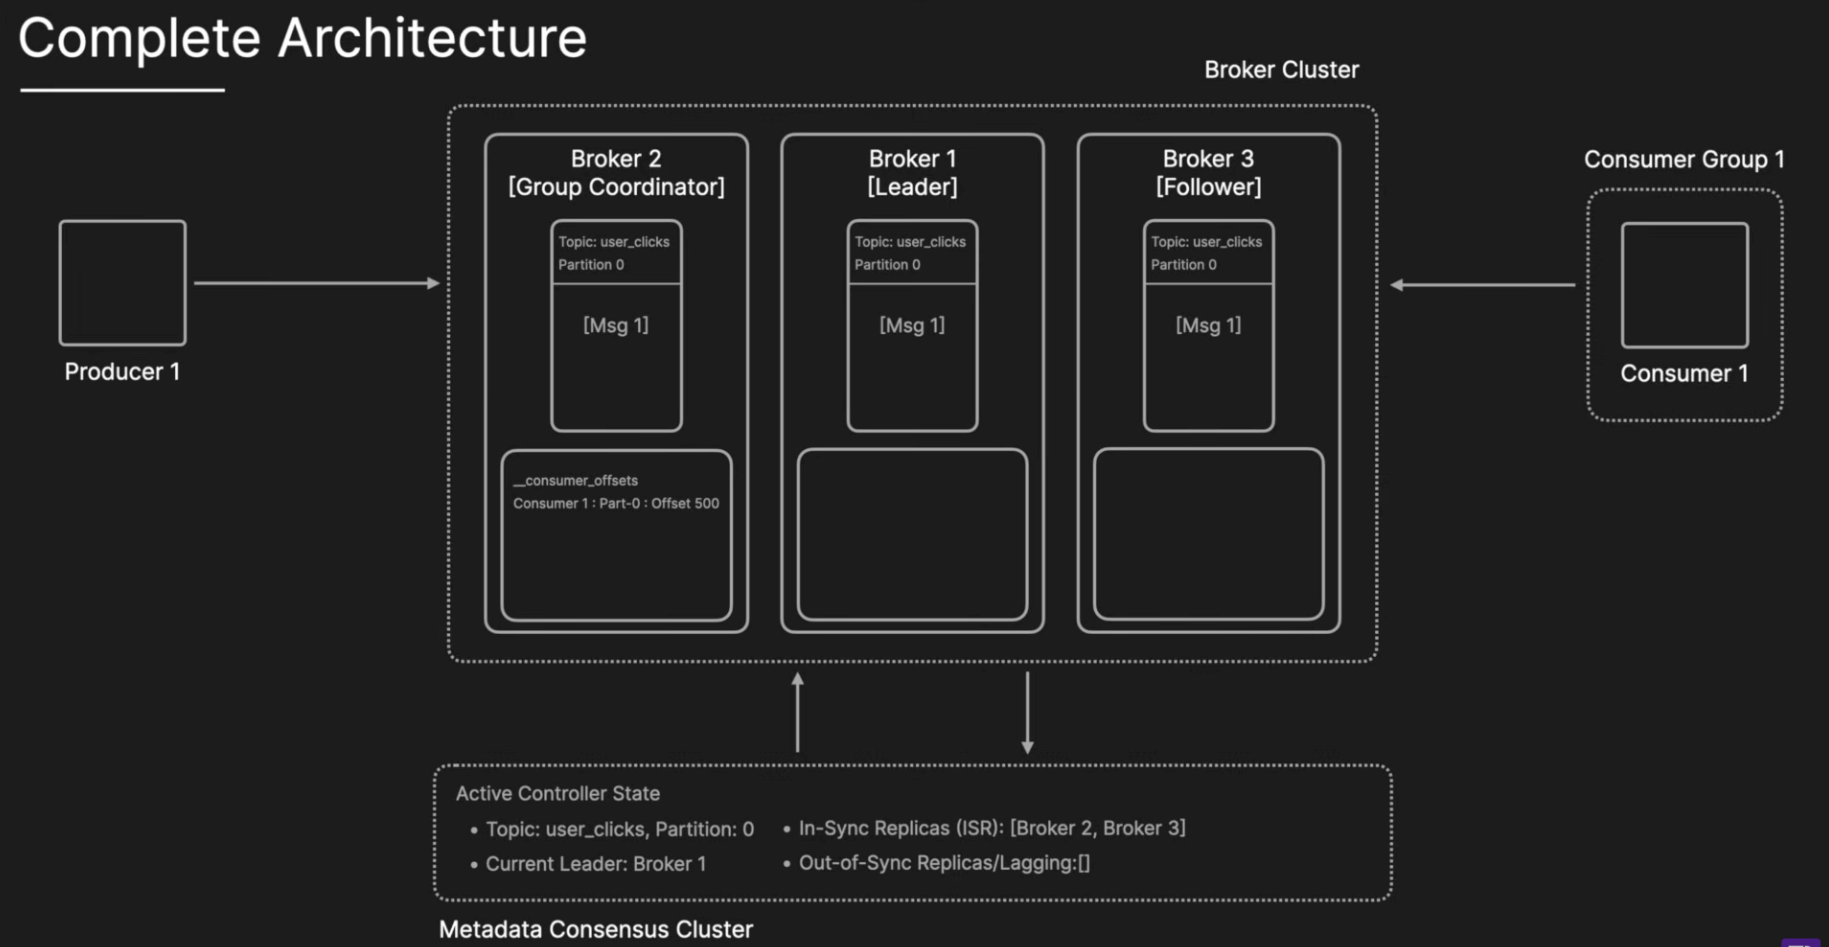 Complete Architecture
Broker Cluster
Broker 2
[Group Coordinator]
Topic: user_clicks
Partition 0
[Msg 1]
__consumer_offsets
Consumer 1 : Part-0 : Offset 500
Broker 1
[Leader]
Topic: user_clicks
Partition 0
[Msg 1]
Broker 3
[Follower]
Topic: user_clicks
Partition 0
[Msg 1]
Producer 1
Consumer Group 1
Consumer 1
Active Controller State
• Topic: user_clicks, Partition: 0
• Current Leader: Broker 1
• In-Sync Replicas (ISR): [Broker 2, Broker 3]
• Out-of-Sync Replicas/Lagging:[]
Metadata Consensus Cluster